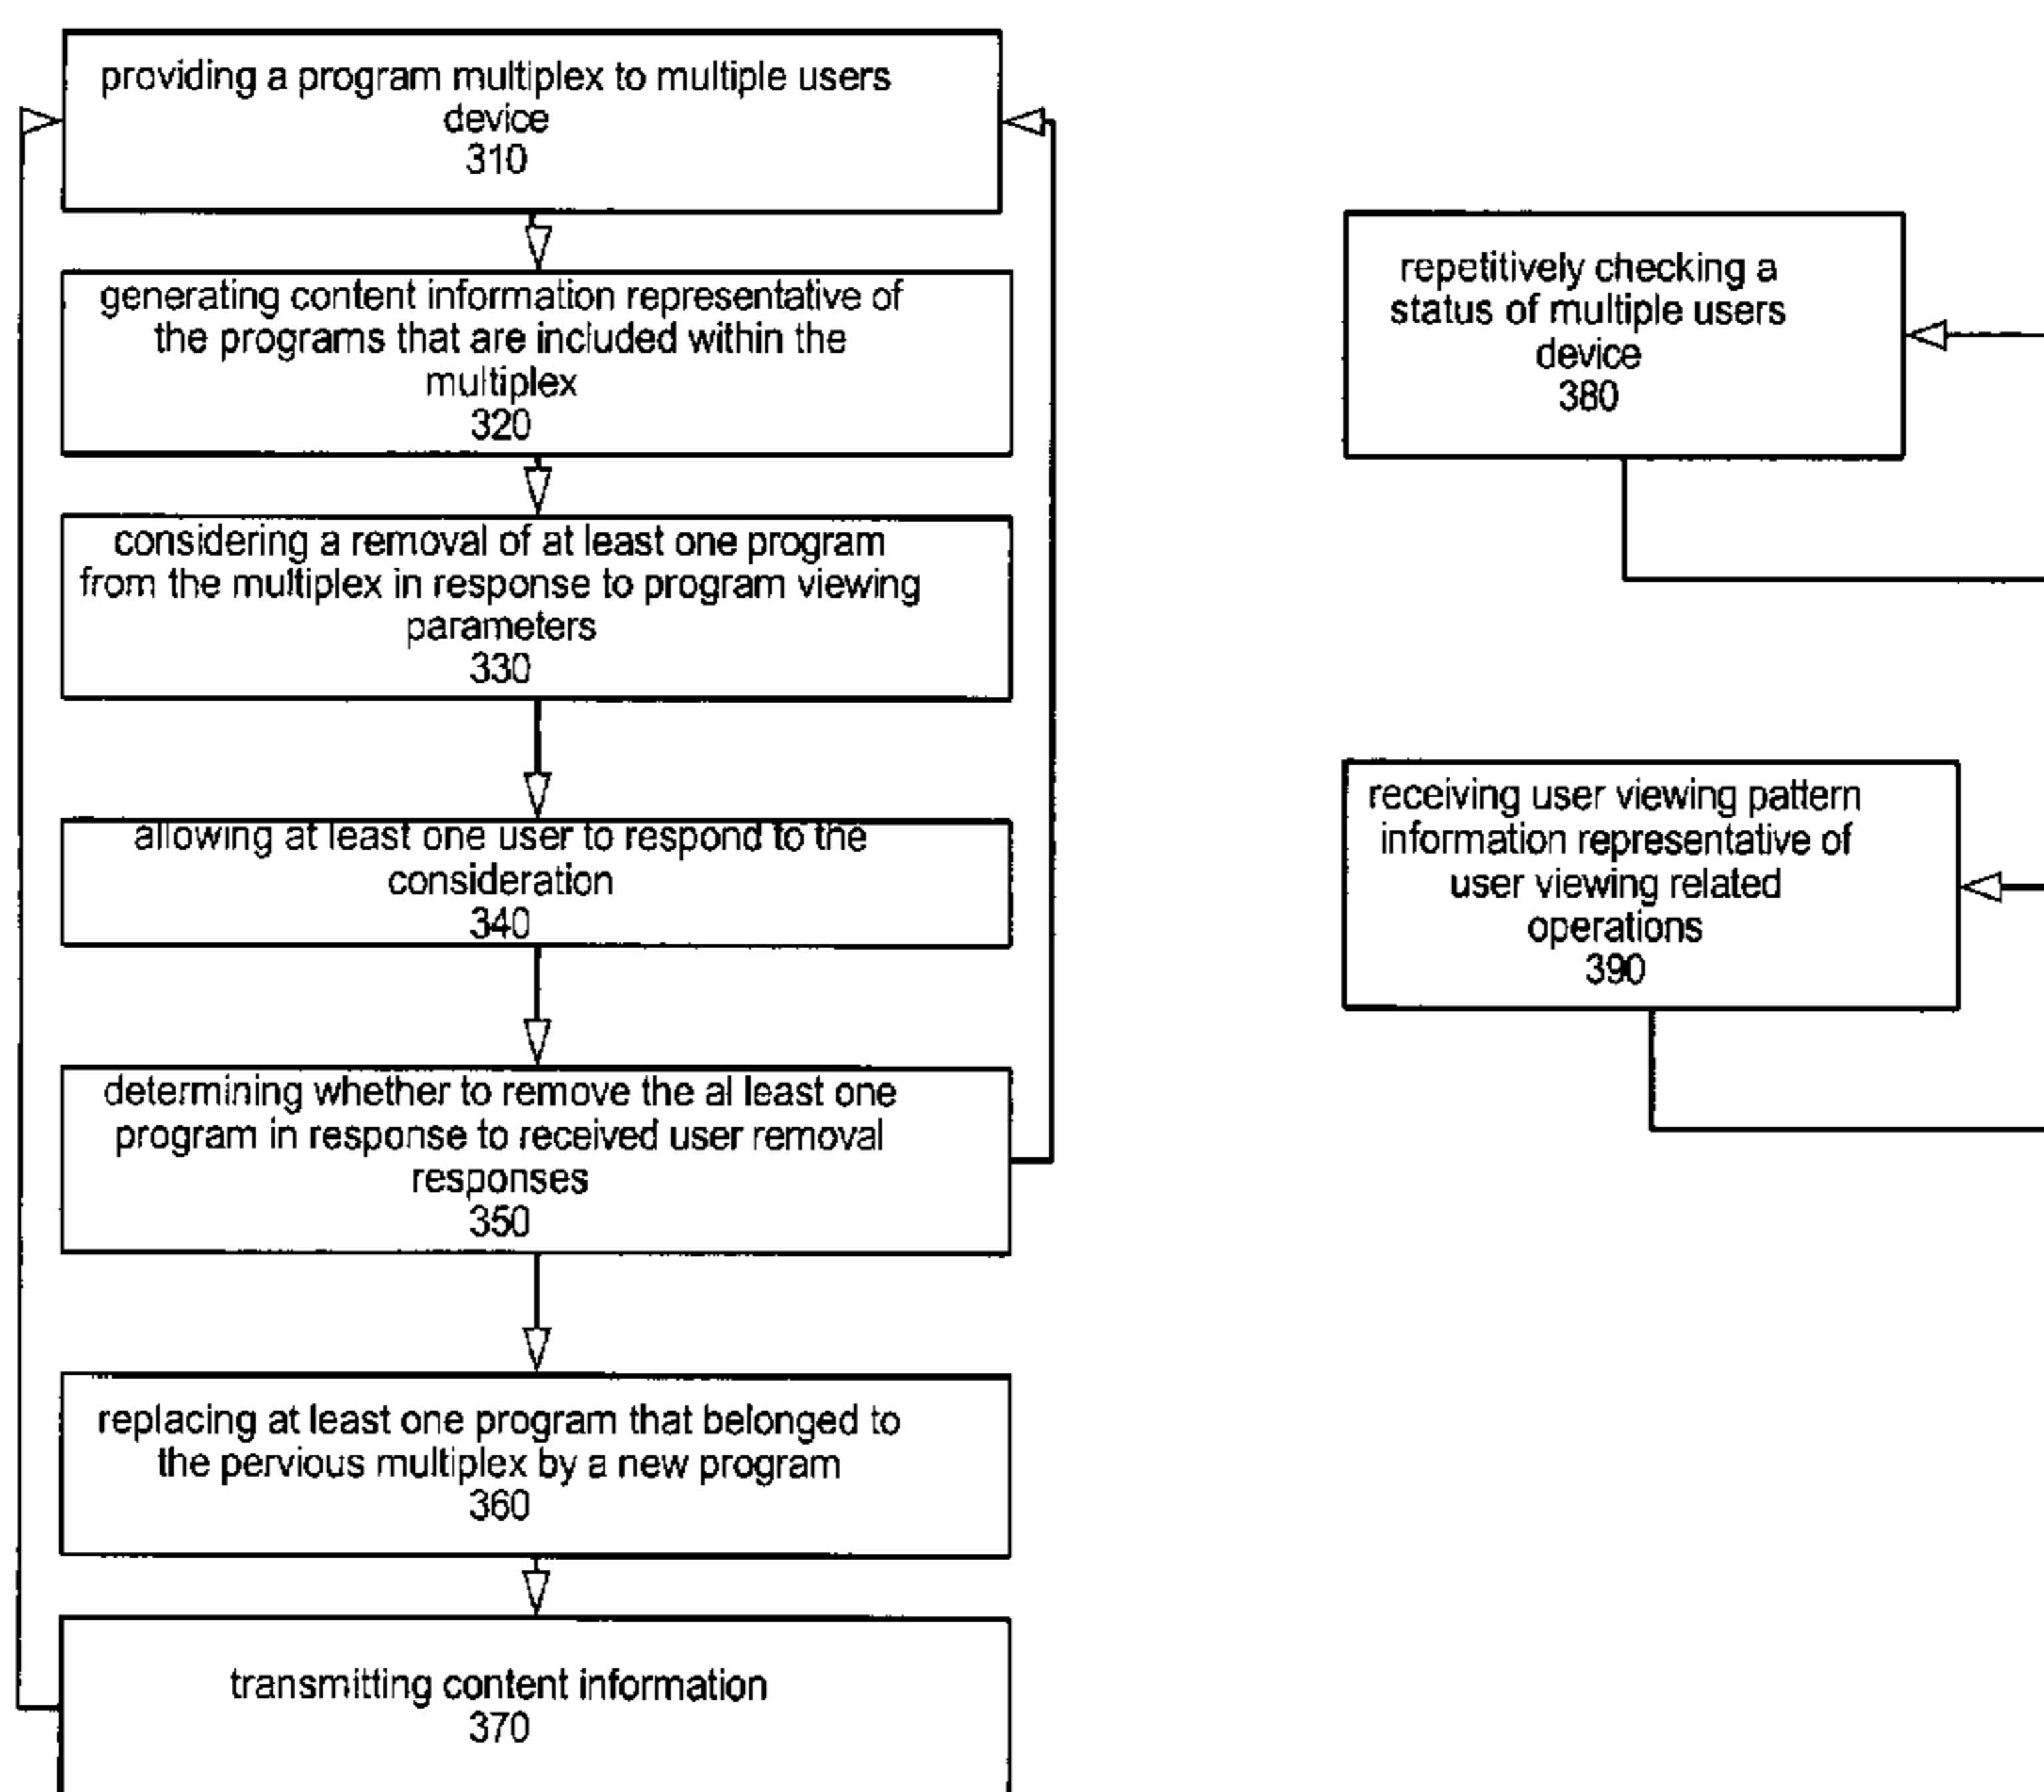 providing a program multiplex to multiple users
device
310
generating content information representative of
the programs that are included within the
multiplex
320
considering a removal of at least one program
from the multiplex in response to program viewing
parameters
330
allowing at least one user to respond to the
consideration
340
determining whether to remove the al least one
program in response to received user removal
responses
350
replacing at least one program that belonged to
the pervious multiplex by a new program
360
transmitting content information
370
repetitively checking a
status of multiple users
device
380
receiving user viewing pattern
information representative of
user viewing related
operations
390